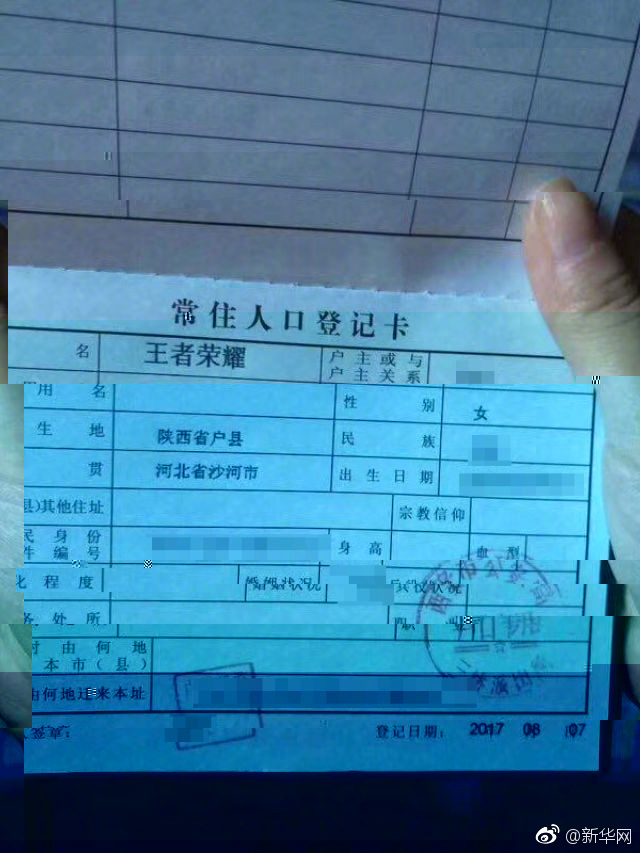 常住人口登记卡
名 王者荣耀 户主或与
户主关系
用名 性别 女
生地 陕西省户县 民族
贯 河北省沙河市 出生日期
县)其他住址 宗教信仰
民身份
件编号 身高 血型
化程度 婚姻状况 兵役状况
务处所 职业
时由何地
本市(县)
由何地迁来本址
登记日期: 2017 08 07
@新华网